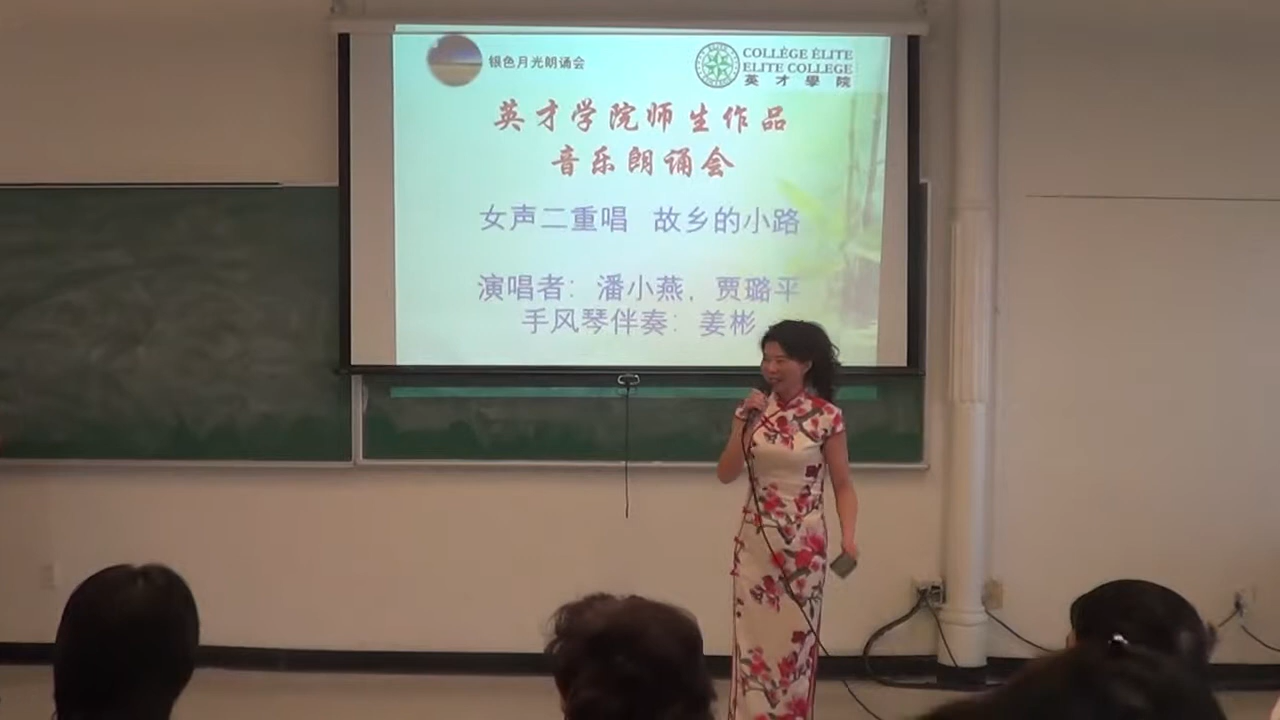 银色月光朗诵会
COLLÈGE ÉLITE
ELITE COLLEGE
英才學院
英才学院师生作品
音乐朗诵会
女声二重唱 故乡的小路
演唱者：潘小燕，贾璐平
手风琴伴奏：姜彬